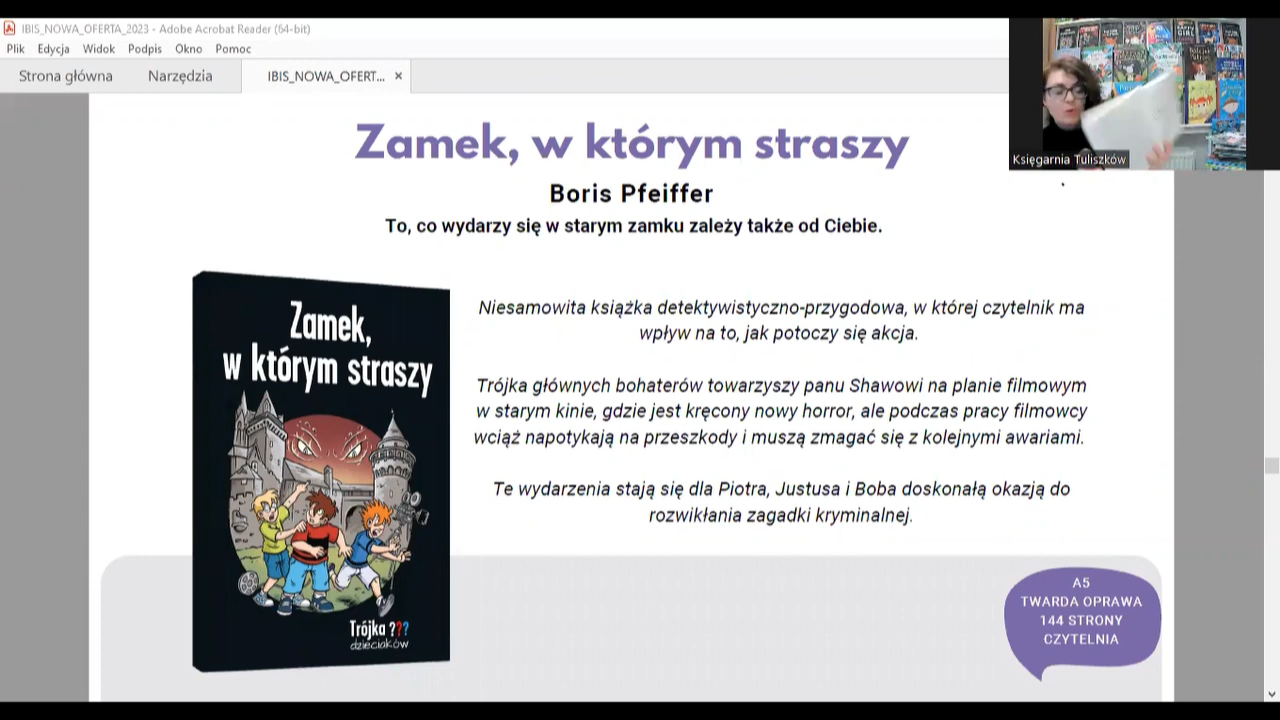 IBIS_NOWA_OFERTA_2023 - Adobe Acrobat Reader (64-bit)
Plik Edycja Widok Podpis Okno Pomoc
Strona główna Narzędzia IBIS_NOWA_OFERT... ×
Księgarnia Tuliszków
Zamek, w którym straszy
Boris Pfeiffer
To, co wydarzy się w starym zamku zależy także od Ciebie.
Zamek,
w którym straszy
Trójka ???
dzieciaków
Niesamowita książka detektywistyczno-przygodowa, w której czytelnik ma
wpływ na to, jak potoczy się akcja.
Trójka głównych bohaterów towarzyszy panu Shawowi na planie filmowym
w starym kinie, gdzie jest kręcony nowy horror, ale podczas pracy filmowcy
wciąż napotykają na przeszkody i muszą zmagać się z kolejnymi awariami.
Te wydarzenia stają się dla Piotra, Justusa i Boba doskonałą okazją do
rozwikłania zagadki kryminalnej.
A5
TWARDA OPRAWA
144 STRONY
CZYTELNIA